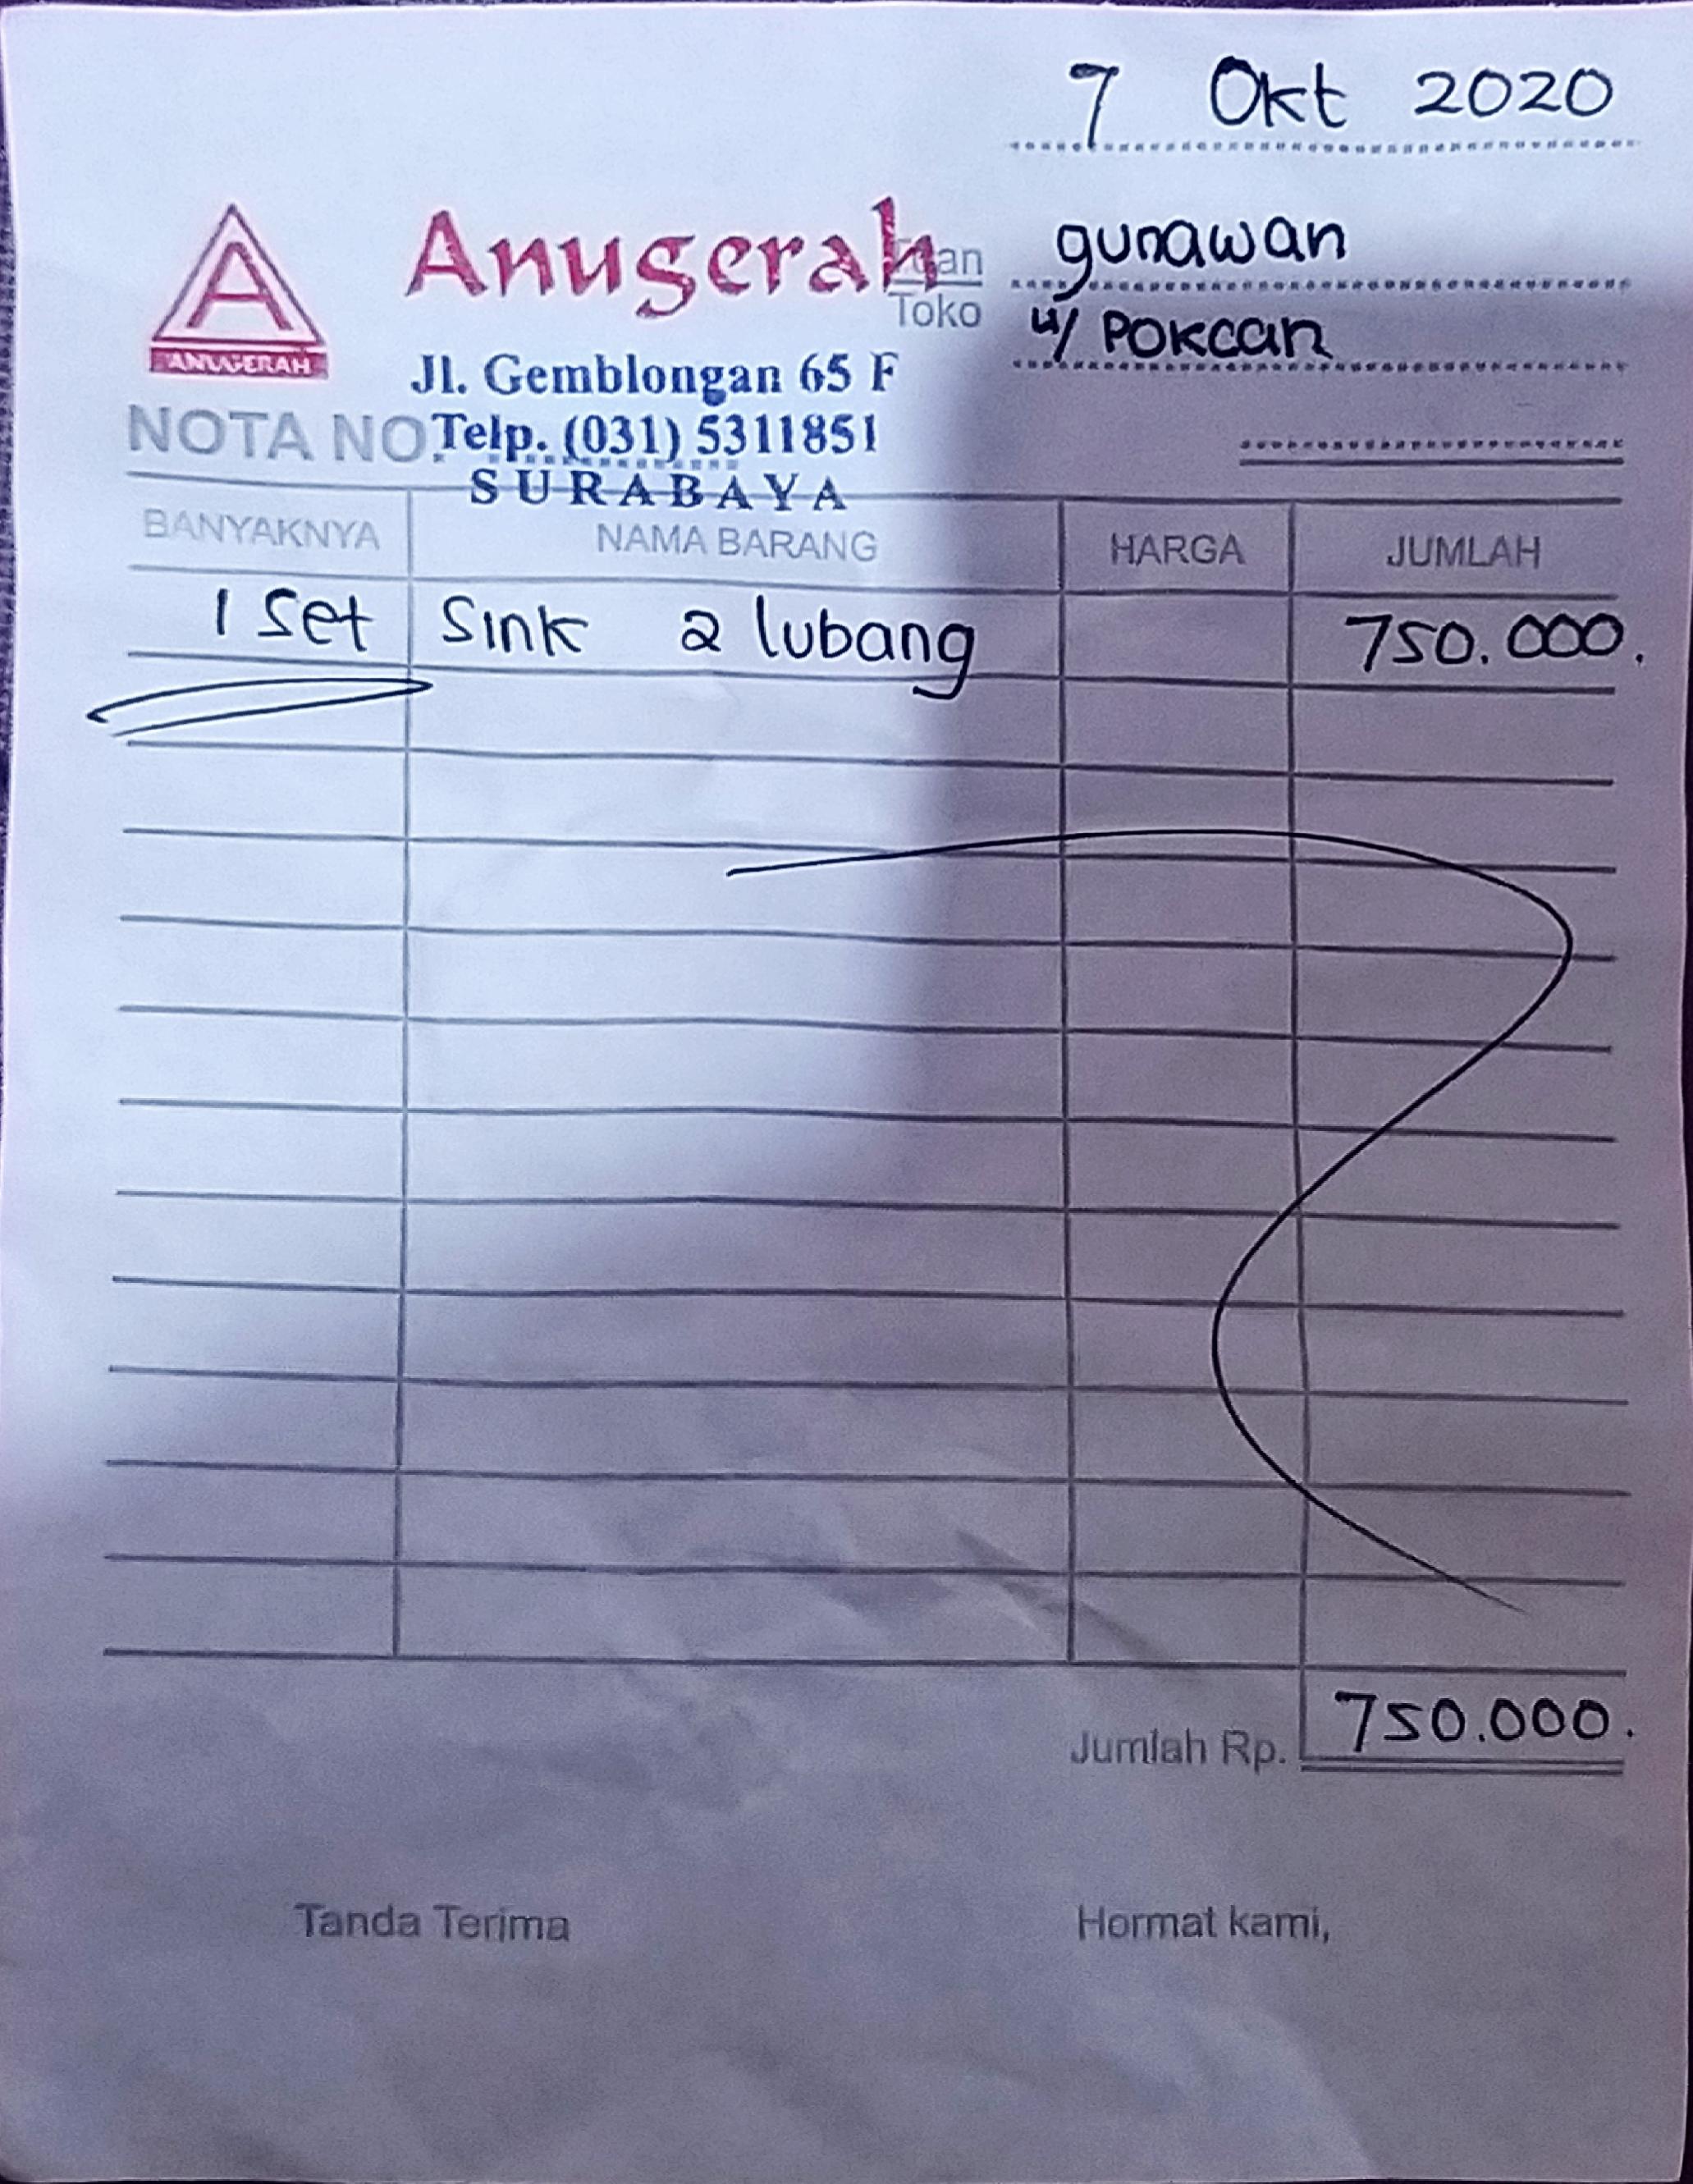 7 Okt 2020
A
ANUGERAH
Anugerah
Tuan
Toko
gunawan
u/ Pokcan
Jl. Gemblongan 65 F
NOTA NO.
Telp. (031) 5311851
SURABAYA
BANYAKNYA NAMA BARANG HARGA JUMLAH
1 Set Sink 2 lubang 750.000.
Jumlah Rp. 750.000.
Tanda Terima Hormat kami,